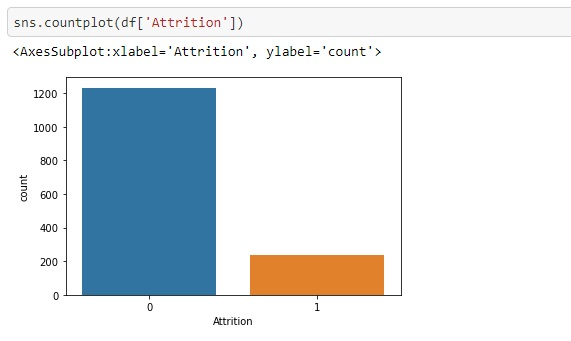 sns.countplot(df['Attrition'])
<AxesSubplot:xlabel='Attrition', ylabel='count'>
1200
1000
800
600
400
200
0
count
0 1
Attrition